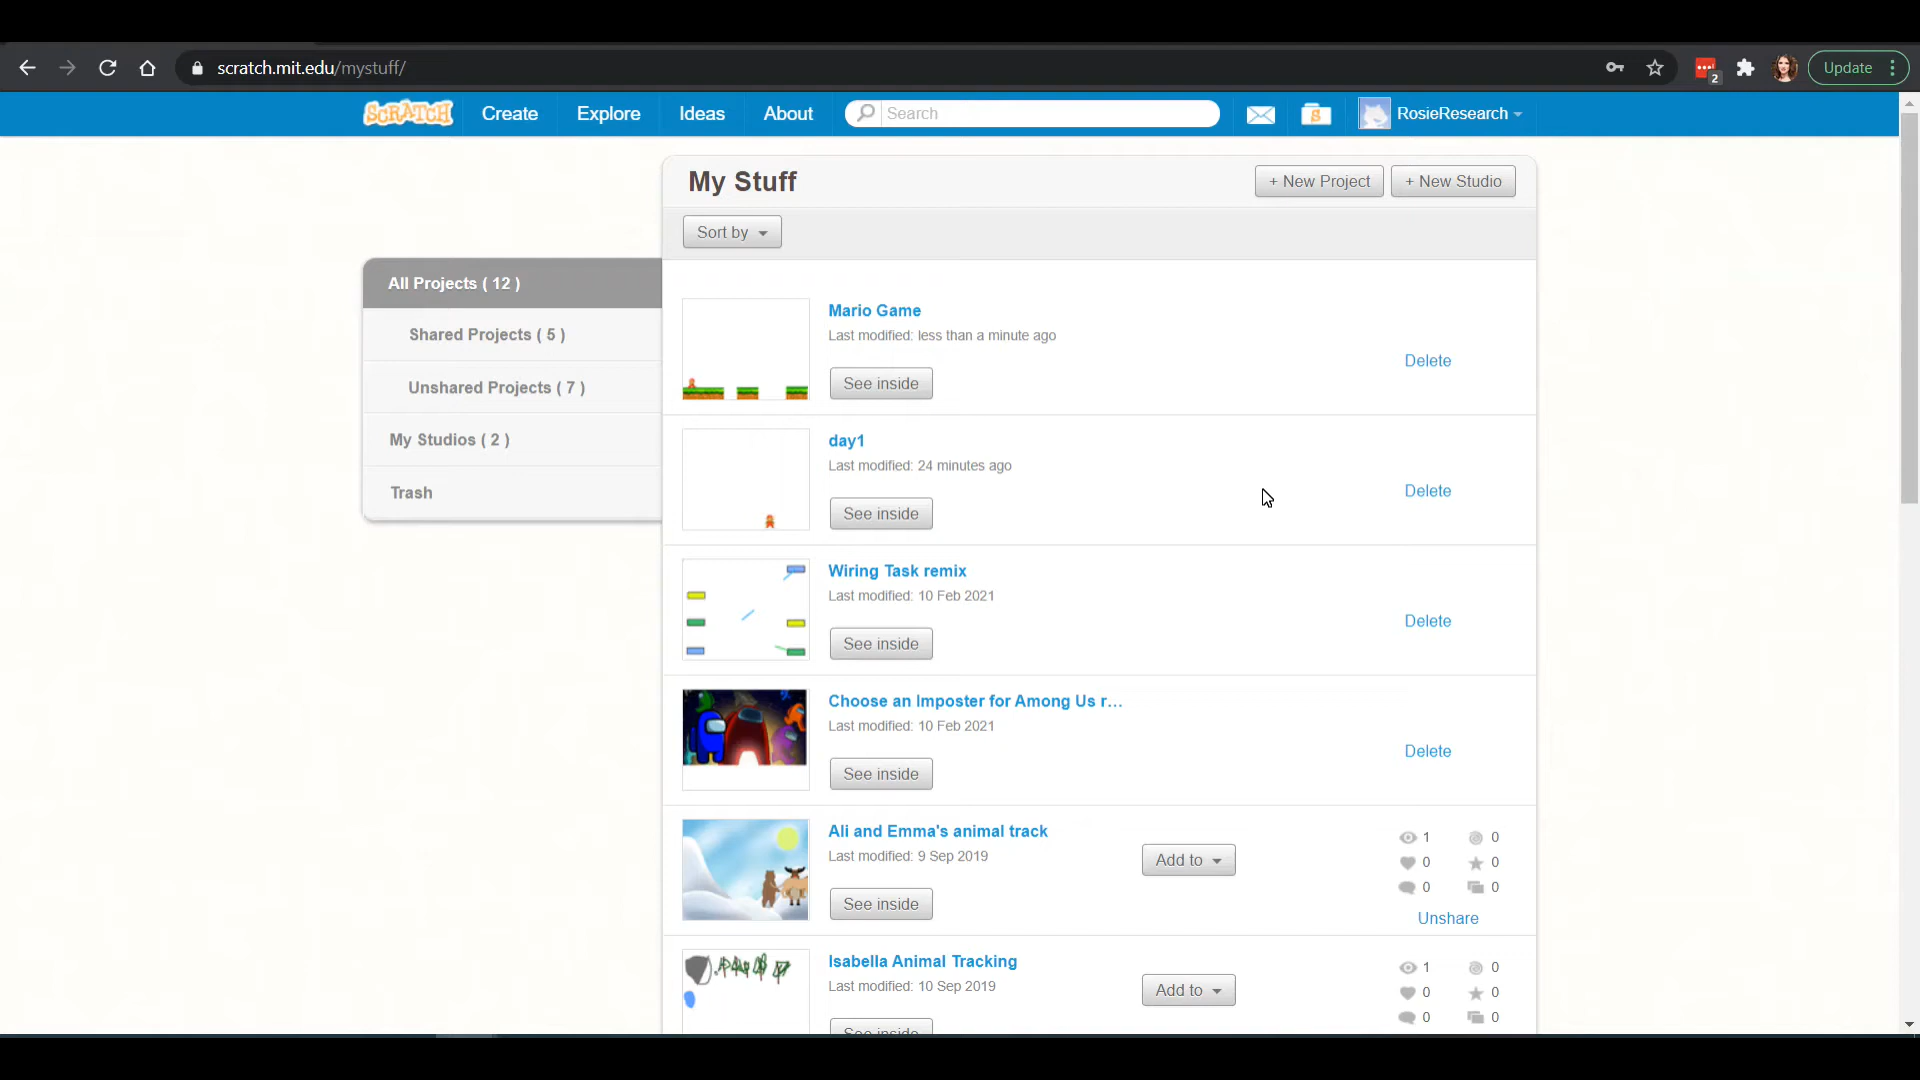 scratch.mit.edu/mystuff/
2
Update
SCRATCH
Create
Explore
Ideas
About
Search
S
RosieResearch
My Stuff
+ New Project
+ New Studio
Sort by
All Projects ( 12 )
Shared Projects ( 5 )
Unshared Projects ( 7 )
My Studios ( 2 )
Trash
Mario Game
Last modified: less than a minute ago
See inside
Delete
day1
Last modified: 24 minutes ago
See inside
Delete
Wiring Task remix
Last modified: 10 Feb 2021
See inside
Delete
Choose an Imposter for Among Us r...
Last modified: 10 Feb 2021
See inside
Delete
Ali and Emma's animal track
Last modified: 9 Sep 2019
See inside
Add to
1 0
0 0
0 0
Unshare
Isabella Animal Tracking
Last modified: 10 Sep 2019
See inside
Add to
1 0
0 0
0 0